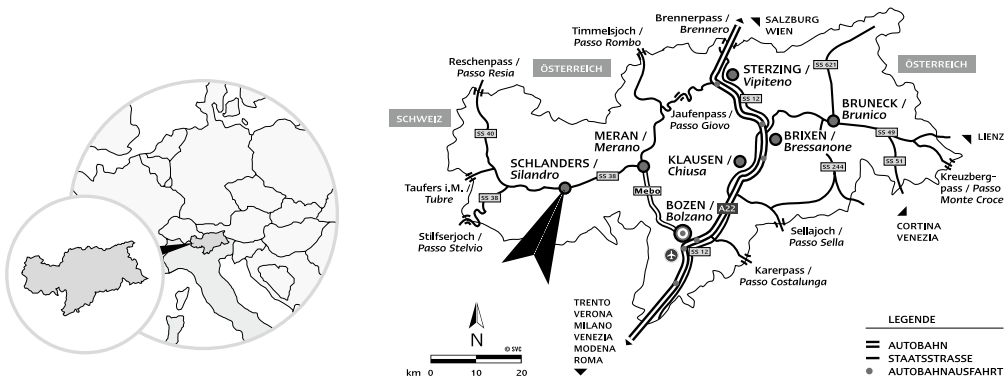 Brennerpass /
Brennero
SALZBURG
WIEN
Timmelsjoch /
Passo Rombo
Reschenpass /
Passo Resia
ÖSTERREICH
STERZING /
Vipiteno
SS 621
ÖSTERREICH
SS 12
SCHWEIZ
Jaufenpass /
Passo Giovo
BRUNECK /
Brunico
SS 40
MERAN /
Merano
BRIXEN /
Bressanone
SS 49
LIENZ
SCHLANDERS /
Silandro
KLAUSEN /
Chiusa
SS 244
SS 51
SS 38
Kreuzberg-
pass / Passo
Monte Croce
Taufers i.M. /
Tubre
SS 38
Mebo
BOZEN /
Bolzano
A22
CORTINA
VENEZIA
Stilfserjoch /
Passo Stelvio
Sellajoch /
Passo Sella
SS 12
Karerpass /
Passo Costalunga
TRENTO
VERONA
MILANO
VENEZIA
MODENA
ROMA
N
© SVC
km 0 10 20
LEGENDE
AUTOBAHN
STAATSSTRASSE
AUTOBAHNAUSFAHRT